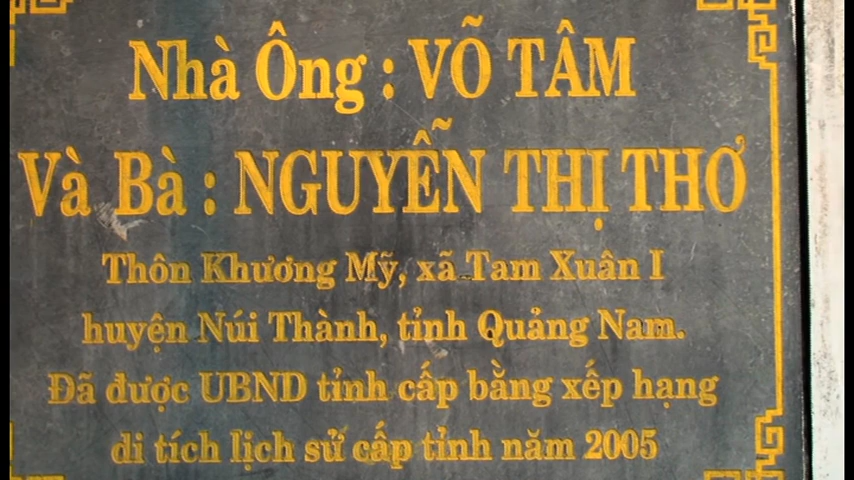 Nhà Ông : VÕ TÂM
Và Bà : NGUYỄN THỊ THƠ
Thôn Khương Mỹ, xã Tam Xuân I
huyện Núi Thành, tỉnh Quảng Nam.
Đã được UBND tỉnh cấp bằng xếp hạng
di tích lịch sử cấp tỉnh năm 2005